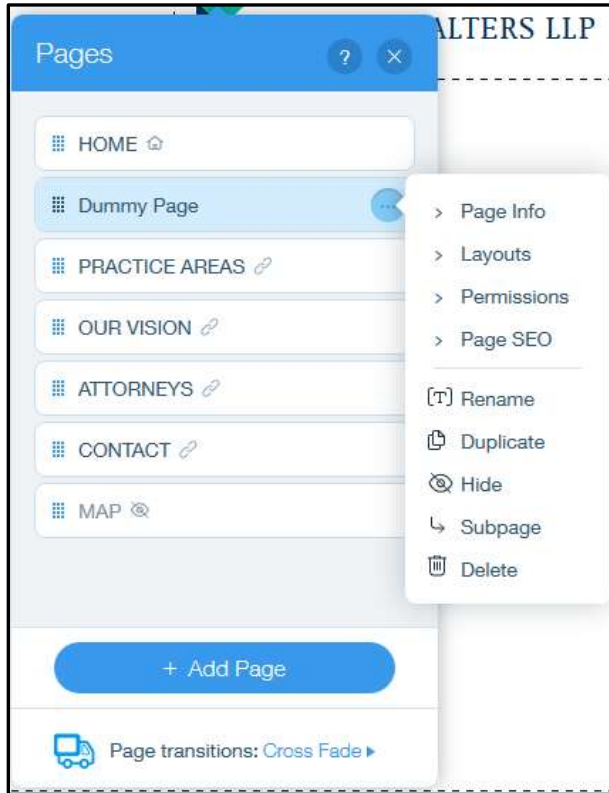 ALTERS LLP
Pages
?
HOME
Dummy Page
PRACTICE AREAS
OUR VISION
ATTORNEYS
CONTACT
MAP
+ Add Page
Page transitions: Cross Fade
Page Info
Layouts
Permissions
Page SEO
[T] Rename
Duplicate
Hide
Subpage
Delete